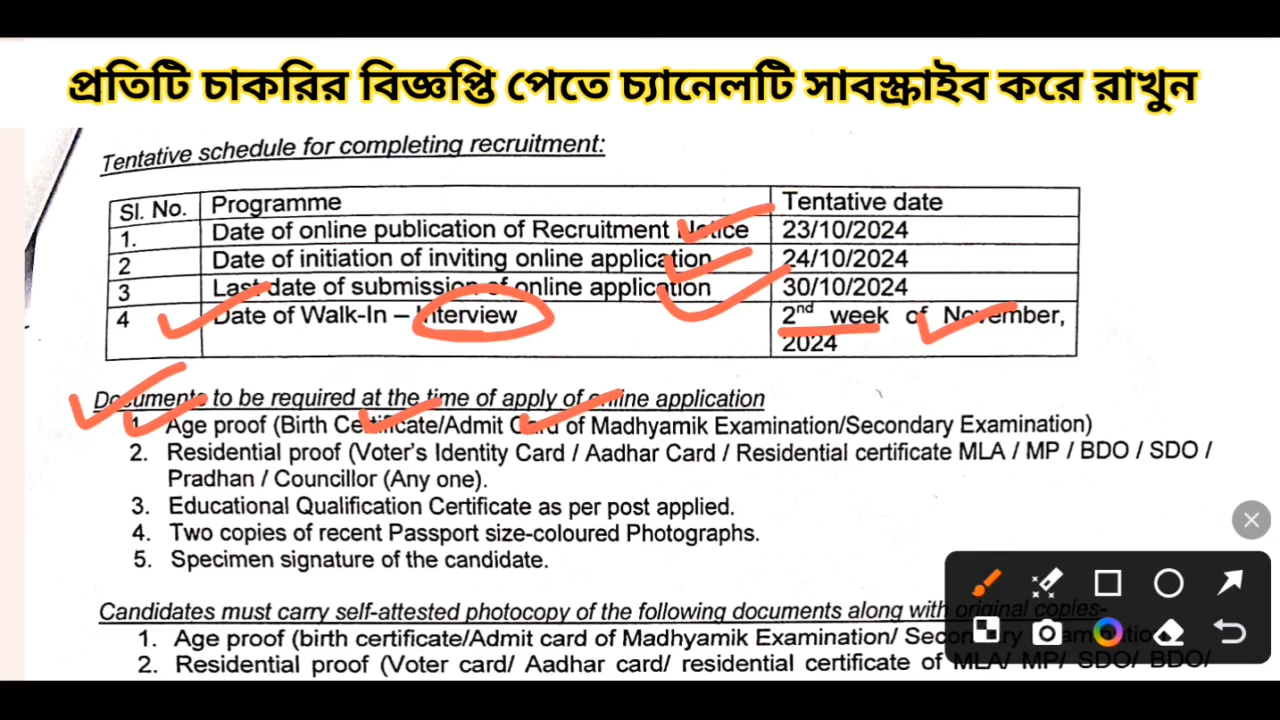 প্রতিটি চাকরির বিজ্ঞপ্তি পেতে চ্যানেলটি সাবস্ক্রাইব করে রাখুন
Tentative schedule for completing recruitment:
Sl. No. Programme Tentative date
1. Date of online publication of Recruitment Notice 23/10/2024
2 Date of initiation of inviting online application 24/10/2024
3 Last date of submission of online application 30/10/2024
4 Date of Walk-In – Interview 2nd week of November,
2024
Documents to be required at the time of apply of online application
1. Age proof (Birth Certificate/Admit Card of Madhyamik Examination/Secondary Examination)
2. Residential proof (Voter's Identity Card / Aadhar Card / Residential certificate MLA / MP / BDO / SDO /
Pradhan / Councillor (Any one).
3. Educational Qualification Certificate as per post applied.
4. Two copies of recent Passport size-coloured Photographs.
5. Specimen signature of the candidate.
Candidates must carry self-attested photocopy of the following documents along with original copies-
1. Age proof (birth certificate/Admit card of Madhyamik Examination/ Secondary Examination
2. Residential proof (Voter card/ Aadhar card/ residential certificate of MLA/ MP/ SDO/ BDO/